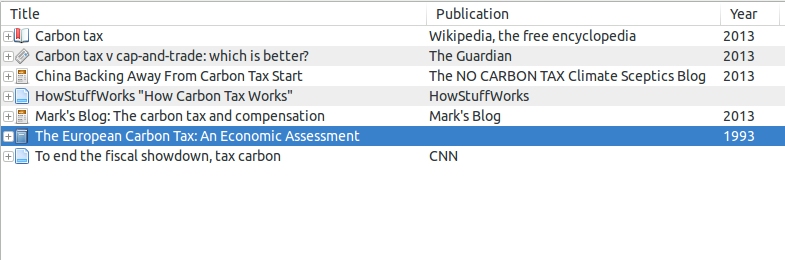 Title Publication Year
Carbon tax Wikipedia, the free encyclopedia 2013
Carbon tax v cap-and-trade: which is better? The Guardian 2013
China Backing Away From Carbon Tax Start The NO CARBON TAX Climate Sceptics Blog 2013
HowStuffWorks "How Carbon Tax Works" HowStuffWorks
Mark's Blog: The carbon tax and compensation Mark's Blog 2013
The European Carbon Tax: An Economic Assessment 1993
To end the fiscal showdown, tax carbon CNN